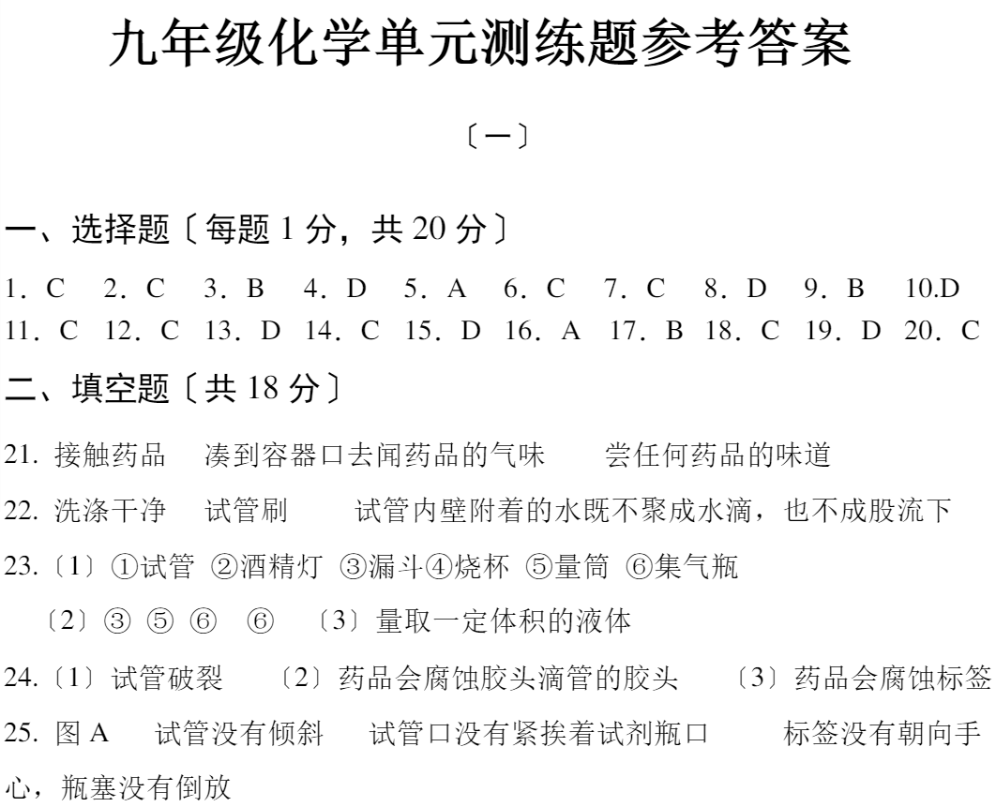 九年级化学单元测练题参考答案
〔一〕
一、选择题〔每题 1 分，共 20 分〕
1．C 2．C 3．B 4．D 5．A 6．C 7．C 8．D 9．B 10.D
11．C 12．C 13．D 14．C 15．D 16．A 17．B 18．C 19．D 20．C
二、填空题〔共 18 分〕
21. 接触药品 凑到容器口去闻药品的气味 尝任何药品的味道
22. 洗涤干净 试管刷 试管内壁附着的水既不聚成水滴，也不成股流下
23.〔1〕①试管 ②酒精灯 ③漏斗④烧杯 ⑤量筒 ⑥集气瓶
〔2〕③ ⑤ ⑥ ⑥ 〔3〕量取一定体积的液体
24.〔1〕试管破裂 〔2〕药品会腐蚀胶头滴管的胶头 〔3〕药品会腐蚀标签
25. 图 A 试管没有倾斜 试管口没有紧挨着试剂瓶口 标签没有朝向手
心，瓶塞没有倒放